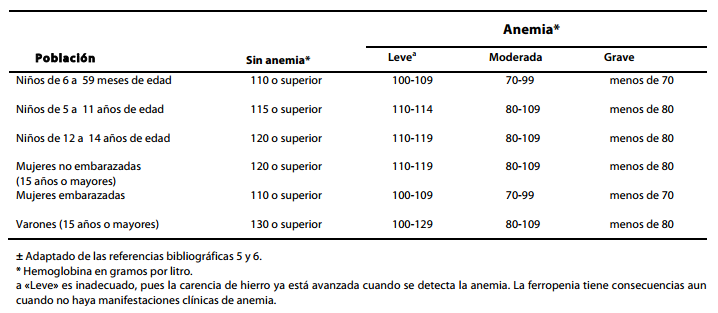 Anemia*
Población Sin anemia* Leveª Moderada Grave
Niños de 6 a 59 meses de edad 110 o superior 100-109 70-99 menos de 70
Niños de 5 a 11 años de edad 115 o superior 110-114 80-109 menos de 80
Niños de 12 a 14 años de edad 120 o superior 110-119 80-109 menos de 80
Mujeres no embarazadas 120 o superior 110-119 80-109 menos de 80
(15 años o mayores)
Mujeres embarazadas 110 o superior 100-109 70-99 menos de 70
Varones (15 años o mayores) 130 o superior 100-129 80-109 menos de 80
± Adaptado de las referencias bibliográficas 5 y 6.
* Hemoglobina en gramos por litro.
a «Leve» es inadecuado, pues la carencia de hierro ya está avanzada cuando se detecta la anemia. La ferropenia tiene consecuencias aun
cuando no haya manifestaciones clínicas de anemia.